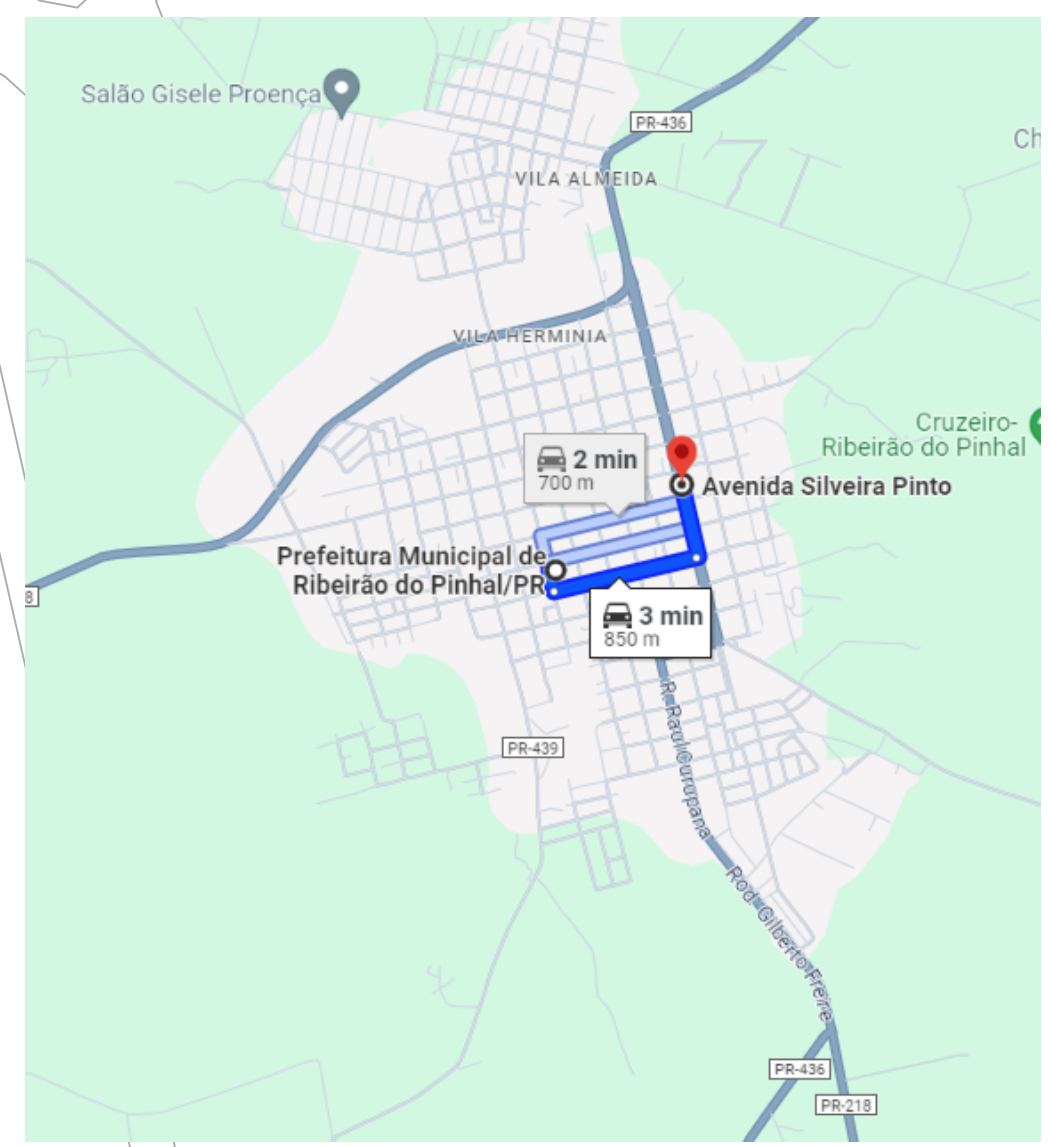 Salão Gisele Proença
PR-436
Ch
VILA ALMEIDA
VILA HERMINIA
Cruzeiro-
Ribeirão do Pinhal
2 min
700 m
Avenida Silveira Pinto
Prefeitura Municipal de
Ribeirão do Pinhal/PR
8
3 min
850 m
R. Raul Curupana
PR-439
Rod. Gilberto Freire
PR-436
PR-218